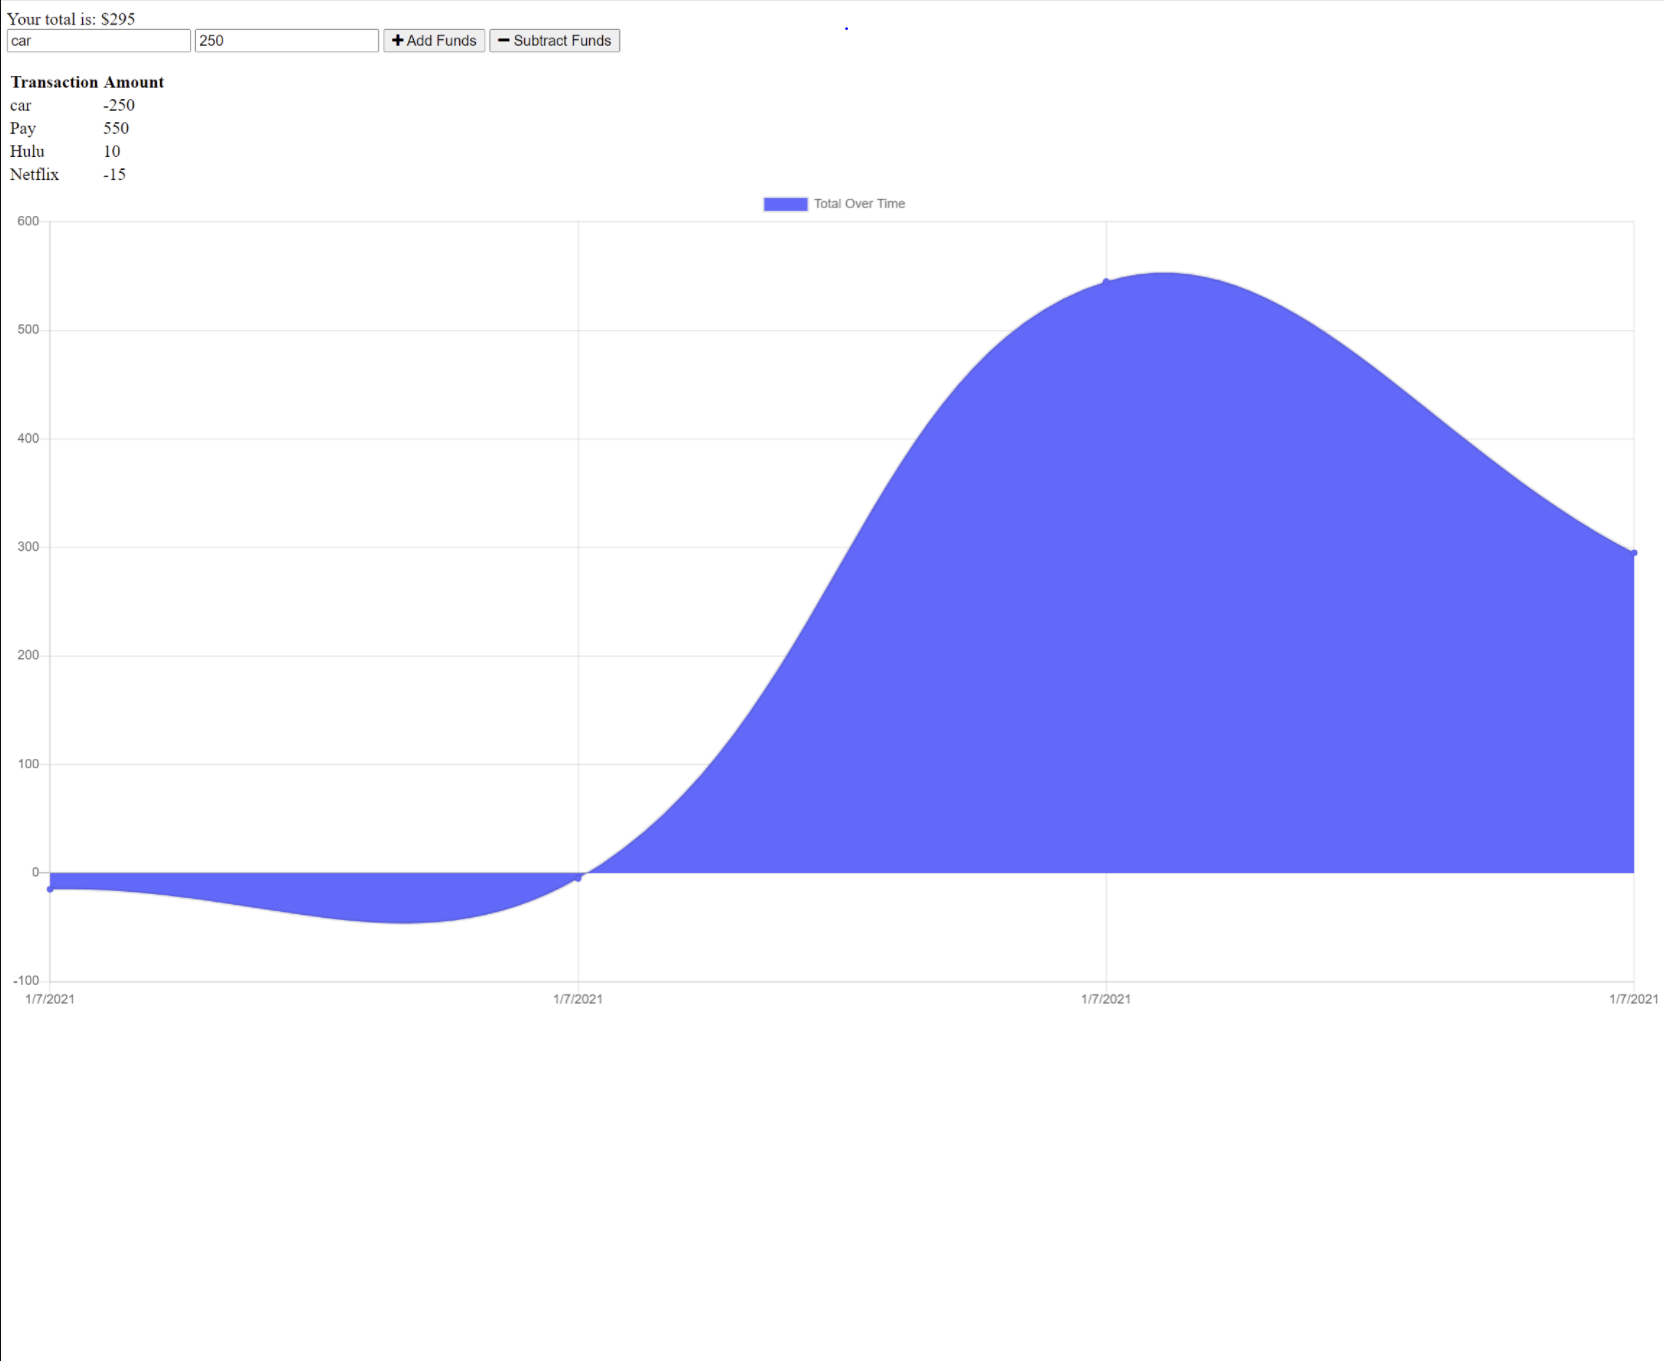 Your total is: $295
car 250 Add Funds Subtract Funds
Transaction Amount
car -250
Pay 550
Hulu 10
Netflix -15
Total Over Time
600
500
400
300
200
100
0
-100
1/7/2021 1/7/2021 1/7/2021 1/7/2021